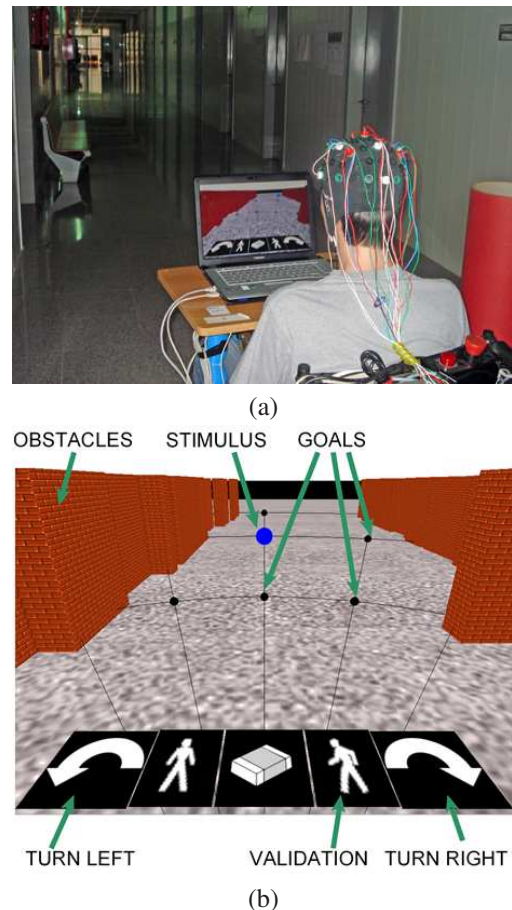 (a)
OBSTACLES STIMULUS GOALS
TURN LEFT VALIDATION TURN RIGHT
(b)